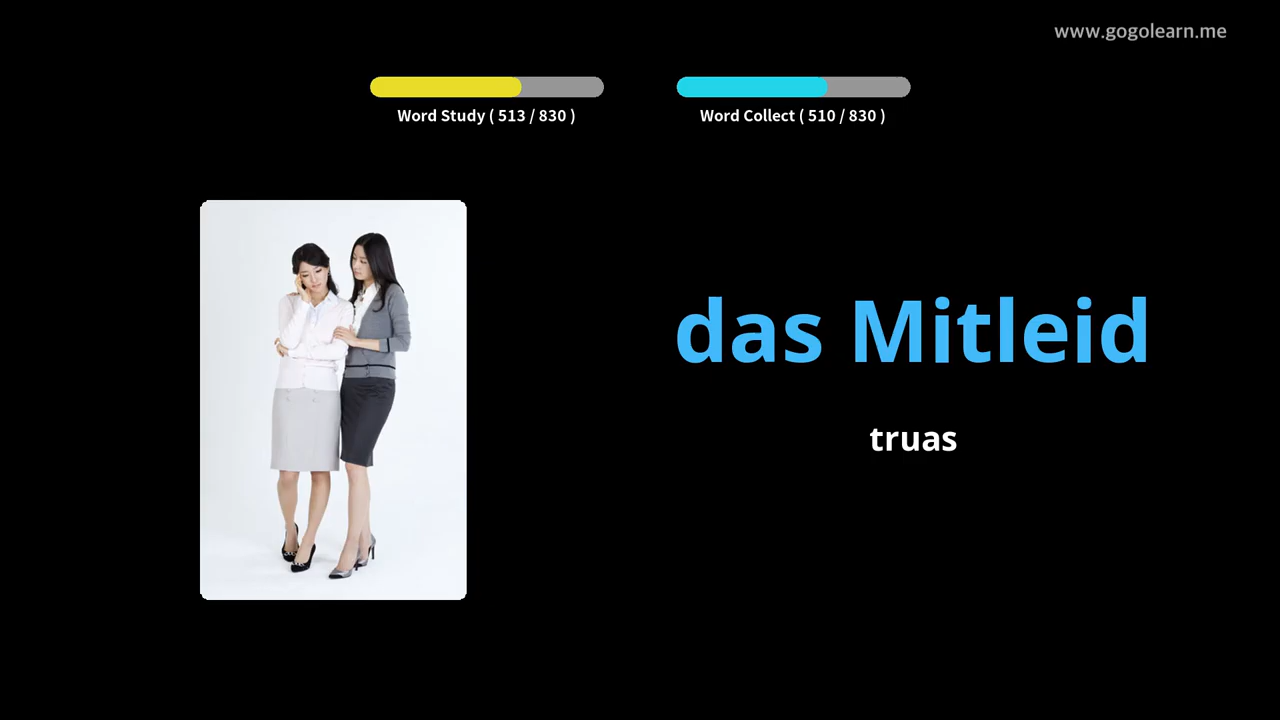 www.gogolearn.me
Word Study ( 513 / 830 )
Word Collect ( 510 / 830 )
das Mitleid
truas